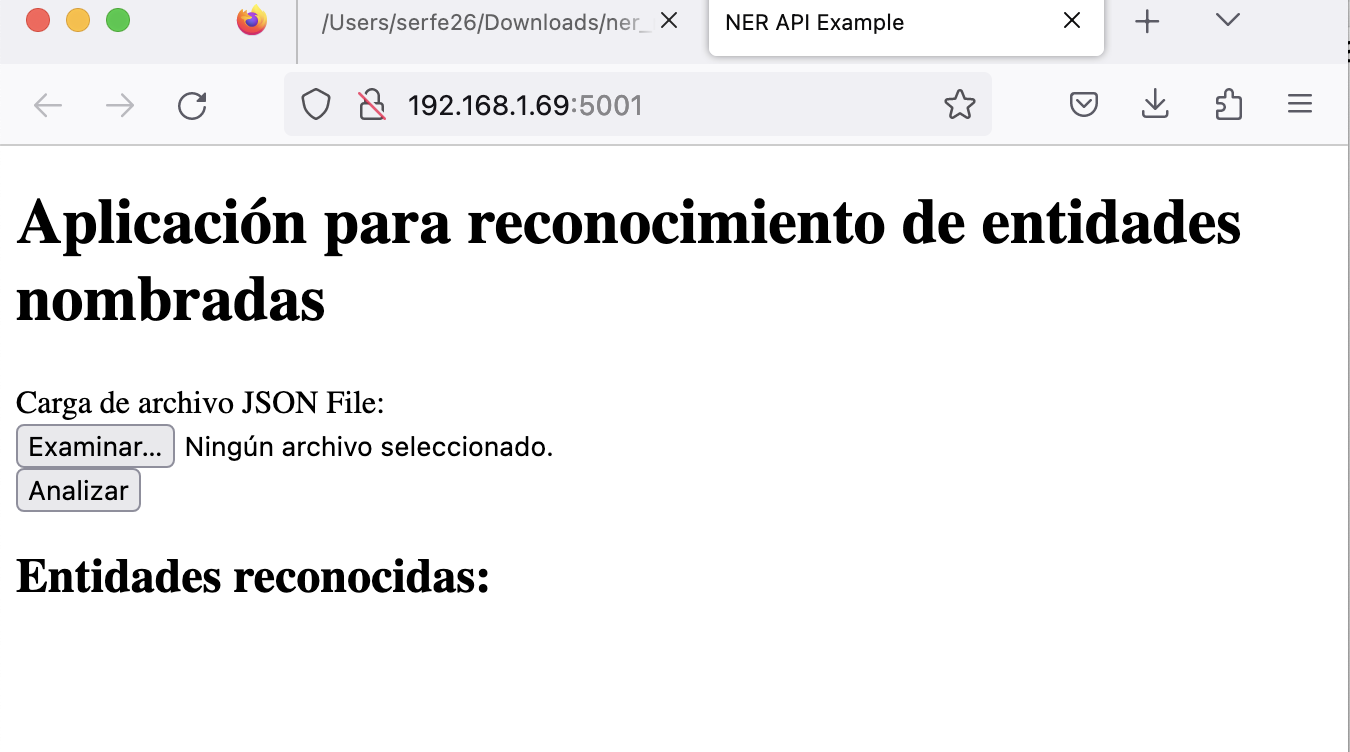 /Users/serfe26/Downloads/ner_
NER API Example
192.168.1.69:5001
Aplicación para reconocimiento de entidades
nombradas
Carga de archivo JSON File:
Examinar... Ningún archivo seleccionado.
Analizar
Entidades reconocidas: